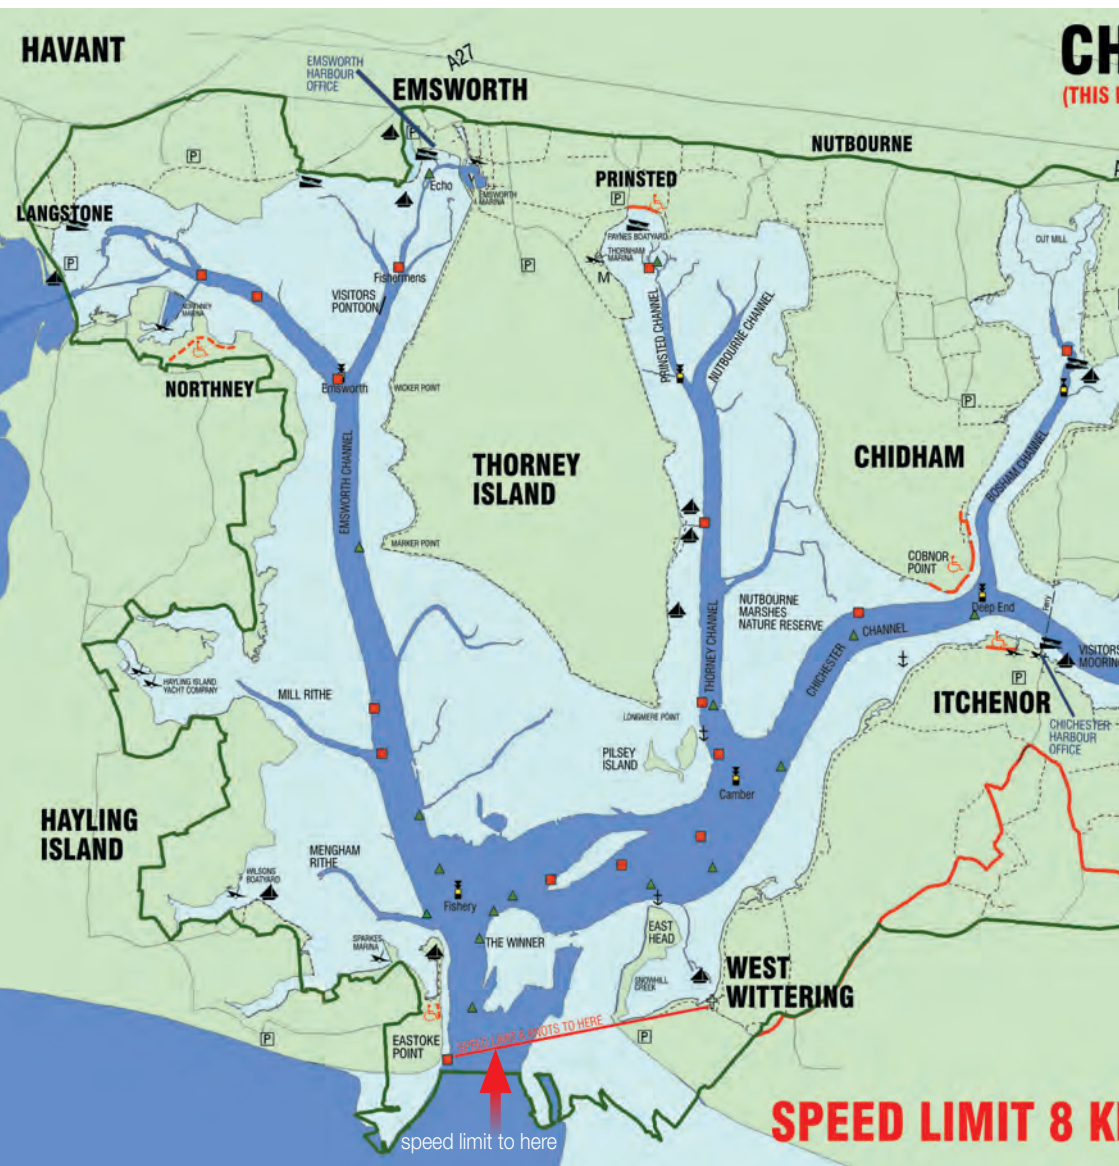 HAVANT
EMSWORTH
HARBOUR
OFFICE
A27
EMSWORTH
CH
(THIS
NUTBOURNE
A
P
P
Echo
EMSWORTH
MARINA
PRINSTED
P
LANGSTONE
PAYNES BOATYARD
THORNHAM
MARINA
CUT MILL
P
P
M
Fishermens
VISITORS
PONTOON
NORTHNEY
MARINA
PRINSTED CHANNEL
NUTBOURNE CHANNEL
NORTHNEY
Emsworth
WICKER POINT
P
THORNEY
ISLAND
CHIDHAM
EMSWORTH CHANNEL
BOSHAM CHANNEL
MARKER POINT
COBNOR
POINT
NUTBOURNE
MARSHES
NATURE RESERVE
Deep End
Ferry
THORNEY CHANNEL
CHICHESTER
CHANNEL
VISITORS
MOORIN
HAYLING ISLAND
YACHT COMPANY
MILL RITHE
P
ITCHENOR
LONGMERE POINT
CHICHESTER
HARBOUR
OFFICE
PILSEY
ISLAND
Camber
HAYLING
ISLAND
MENGHAM
RITHE
WILSONS
BOATYARD
Fishery
SPARKES
MARINA
THE WINNER
EAST
HEAD
SNOWHILL
CREEK
WEST
WITTERING
EASTOKE
POINT
SPEED LIMIT 8 KNOTS TO HERE
P
P
SPEED LIMIT 8 K
speed limit to here